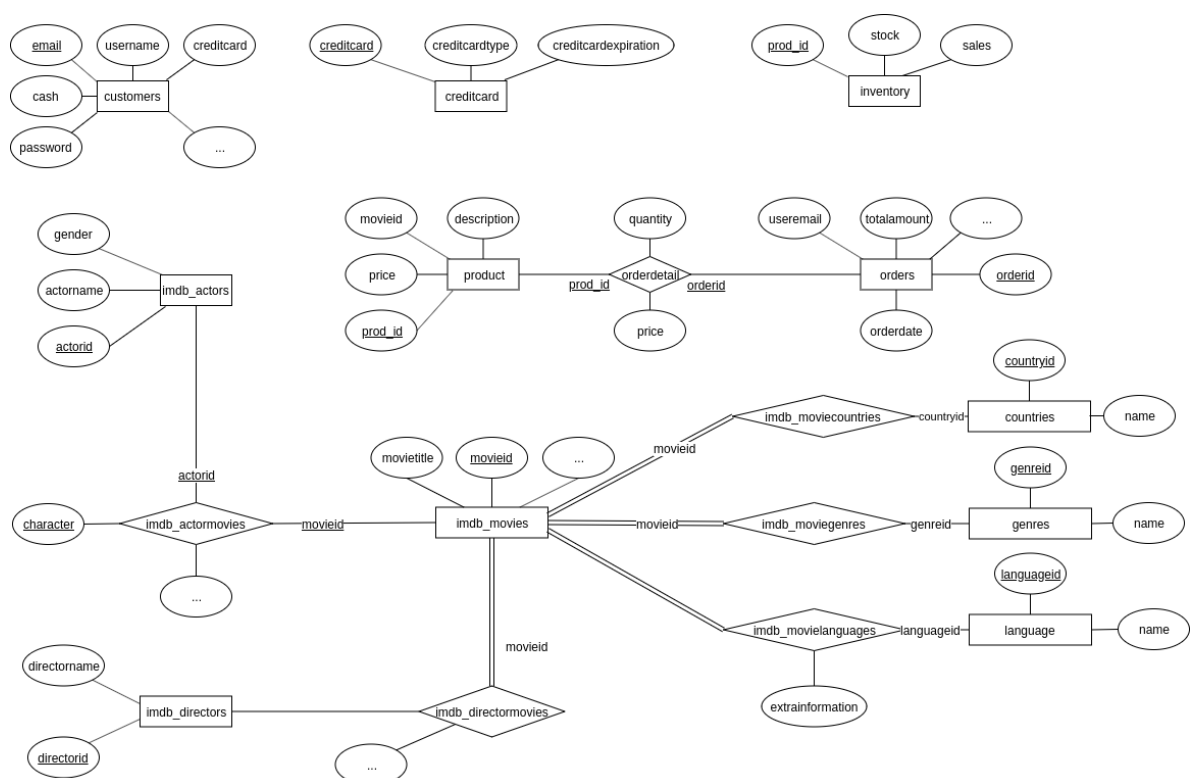 email
username
creditcard
cash
customers
password
...
creditcard
creditcardtype
creditcardexpiration
creditcard
prod_id
stock
sales
inventory
gender
actorname
imdb_actors
actorid
movieid
description
price
product
prod_id
quantity
orderdetail
prod_id
orderid
price
useremail
totalamount
...
orders
orderid
orderdate
actorid
character
imdb_actormovies
movieid
...
movietitle
movieid
...
imdb_movies
movieid
imdb_moviecountries
countryid
countryid
countries
name
movieid
imdb_moviegenres
genreid
genreid
genres
name
imdb_movielanguages
languageid
languageid
language
name
extrainformation
movieid
directorname
imdb_directors
directorid
imdb_directormovies
...